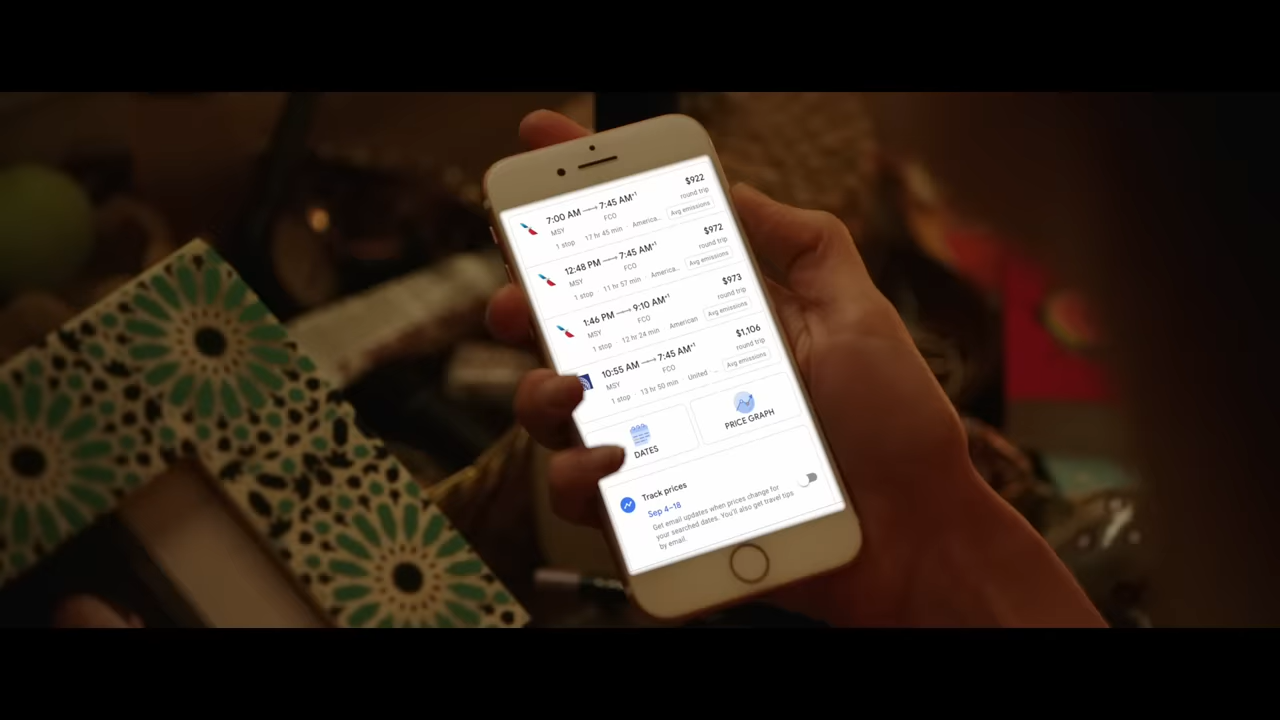 7:00 AM 7:45 AM+1 $922
MSY FCO round trip
1 stop 17 hr 45 min America... Avg emissions
12:48 PM 7:45 AM+1 $972
MSY FCO round trip
1 stop 11 hr 57 min America... Avg emissions
1:46 PM 9:10 AM+1 $973
MSY FCO round trip
1 stop 12 hr 24 min American Avg emissions
10:55 AM 7:45 AM+1 $1,106
MSY FCO round trip
1 stop 13 hr 50 min United ... Avg emissions
DATES
PRICE GRAPH
Track prices
Sep 4–18
Get email updates when prices change for
your searched dates. You'll also get travel tips
by email.